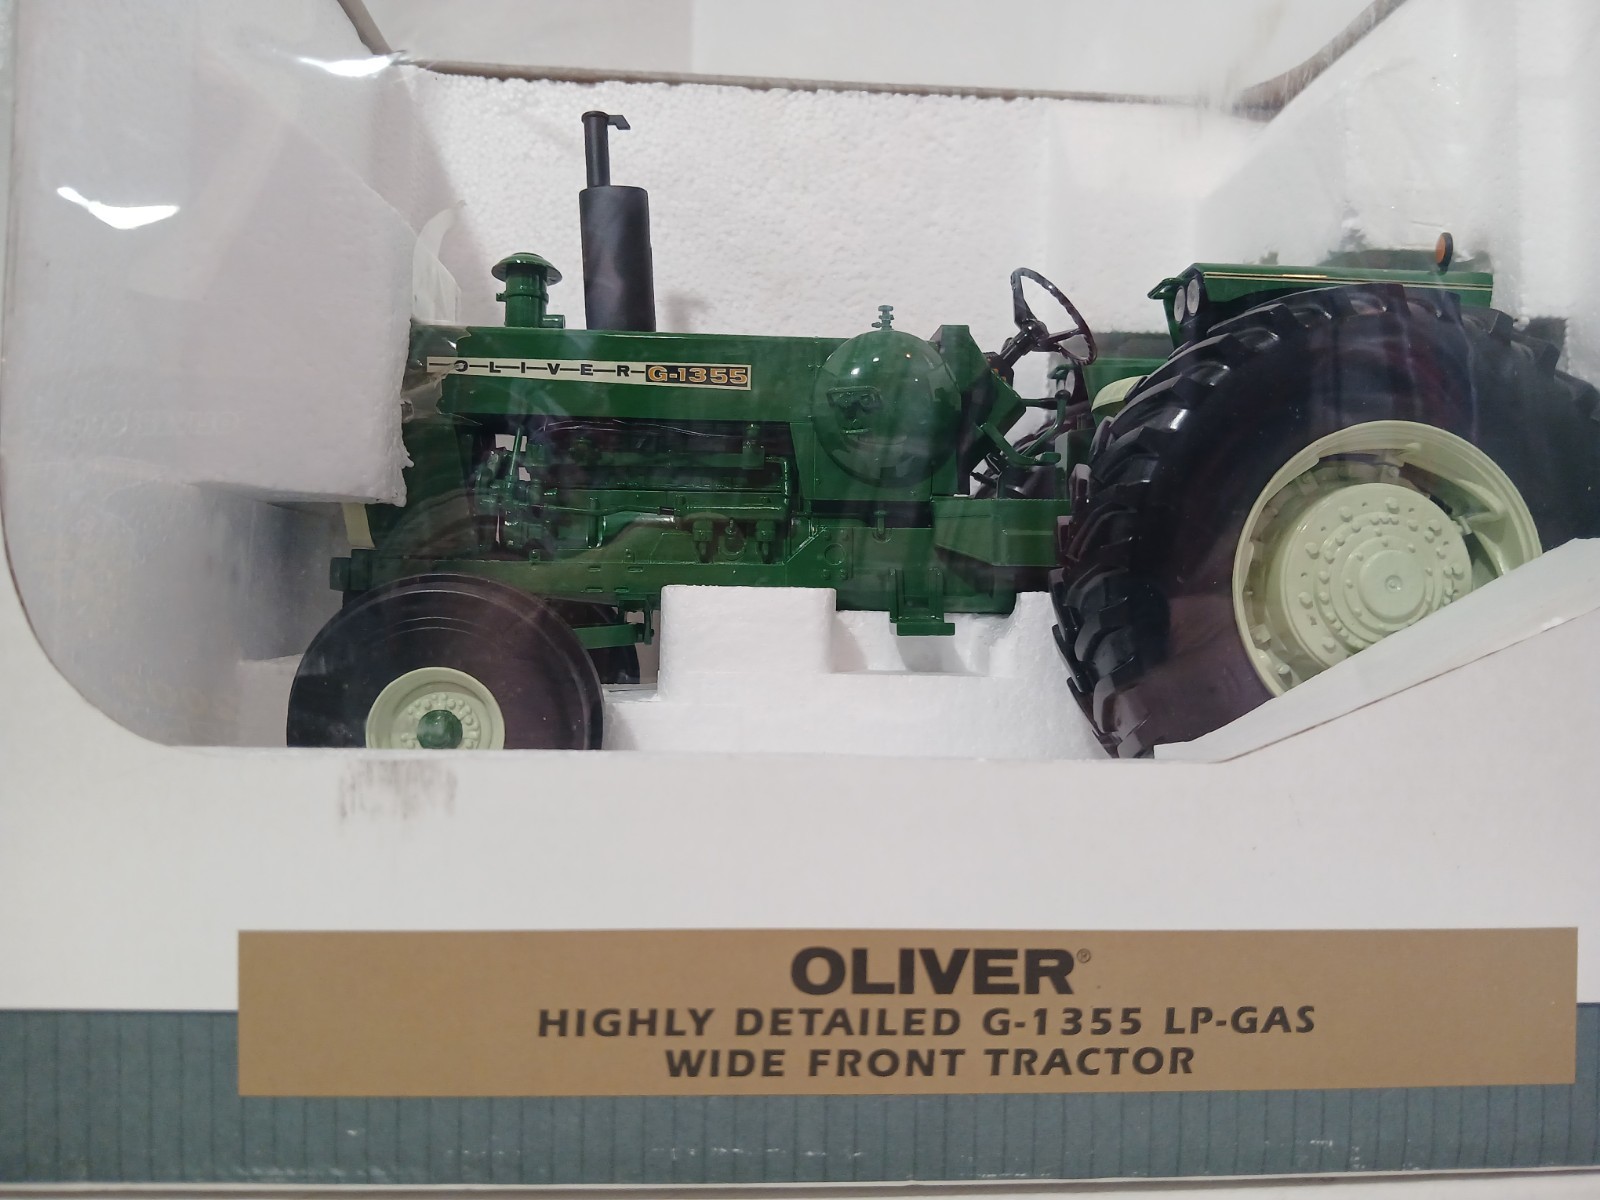 OLIVER G-1355
OLIVER®
HIGHLY DETAILED G-1355 LP-GAS
WIDE FRONT TRACTOR